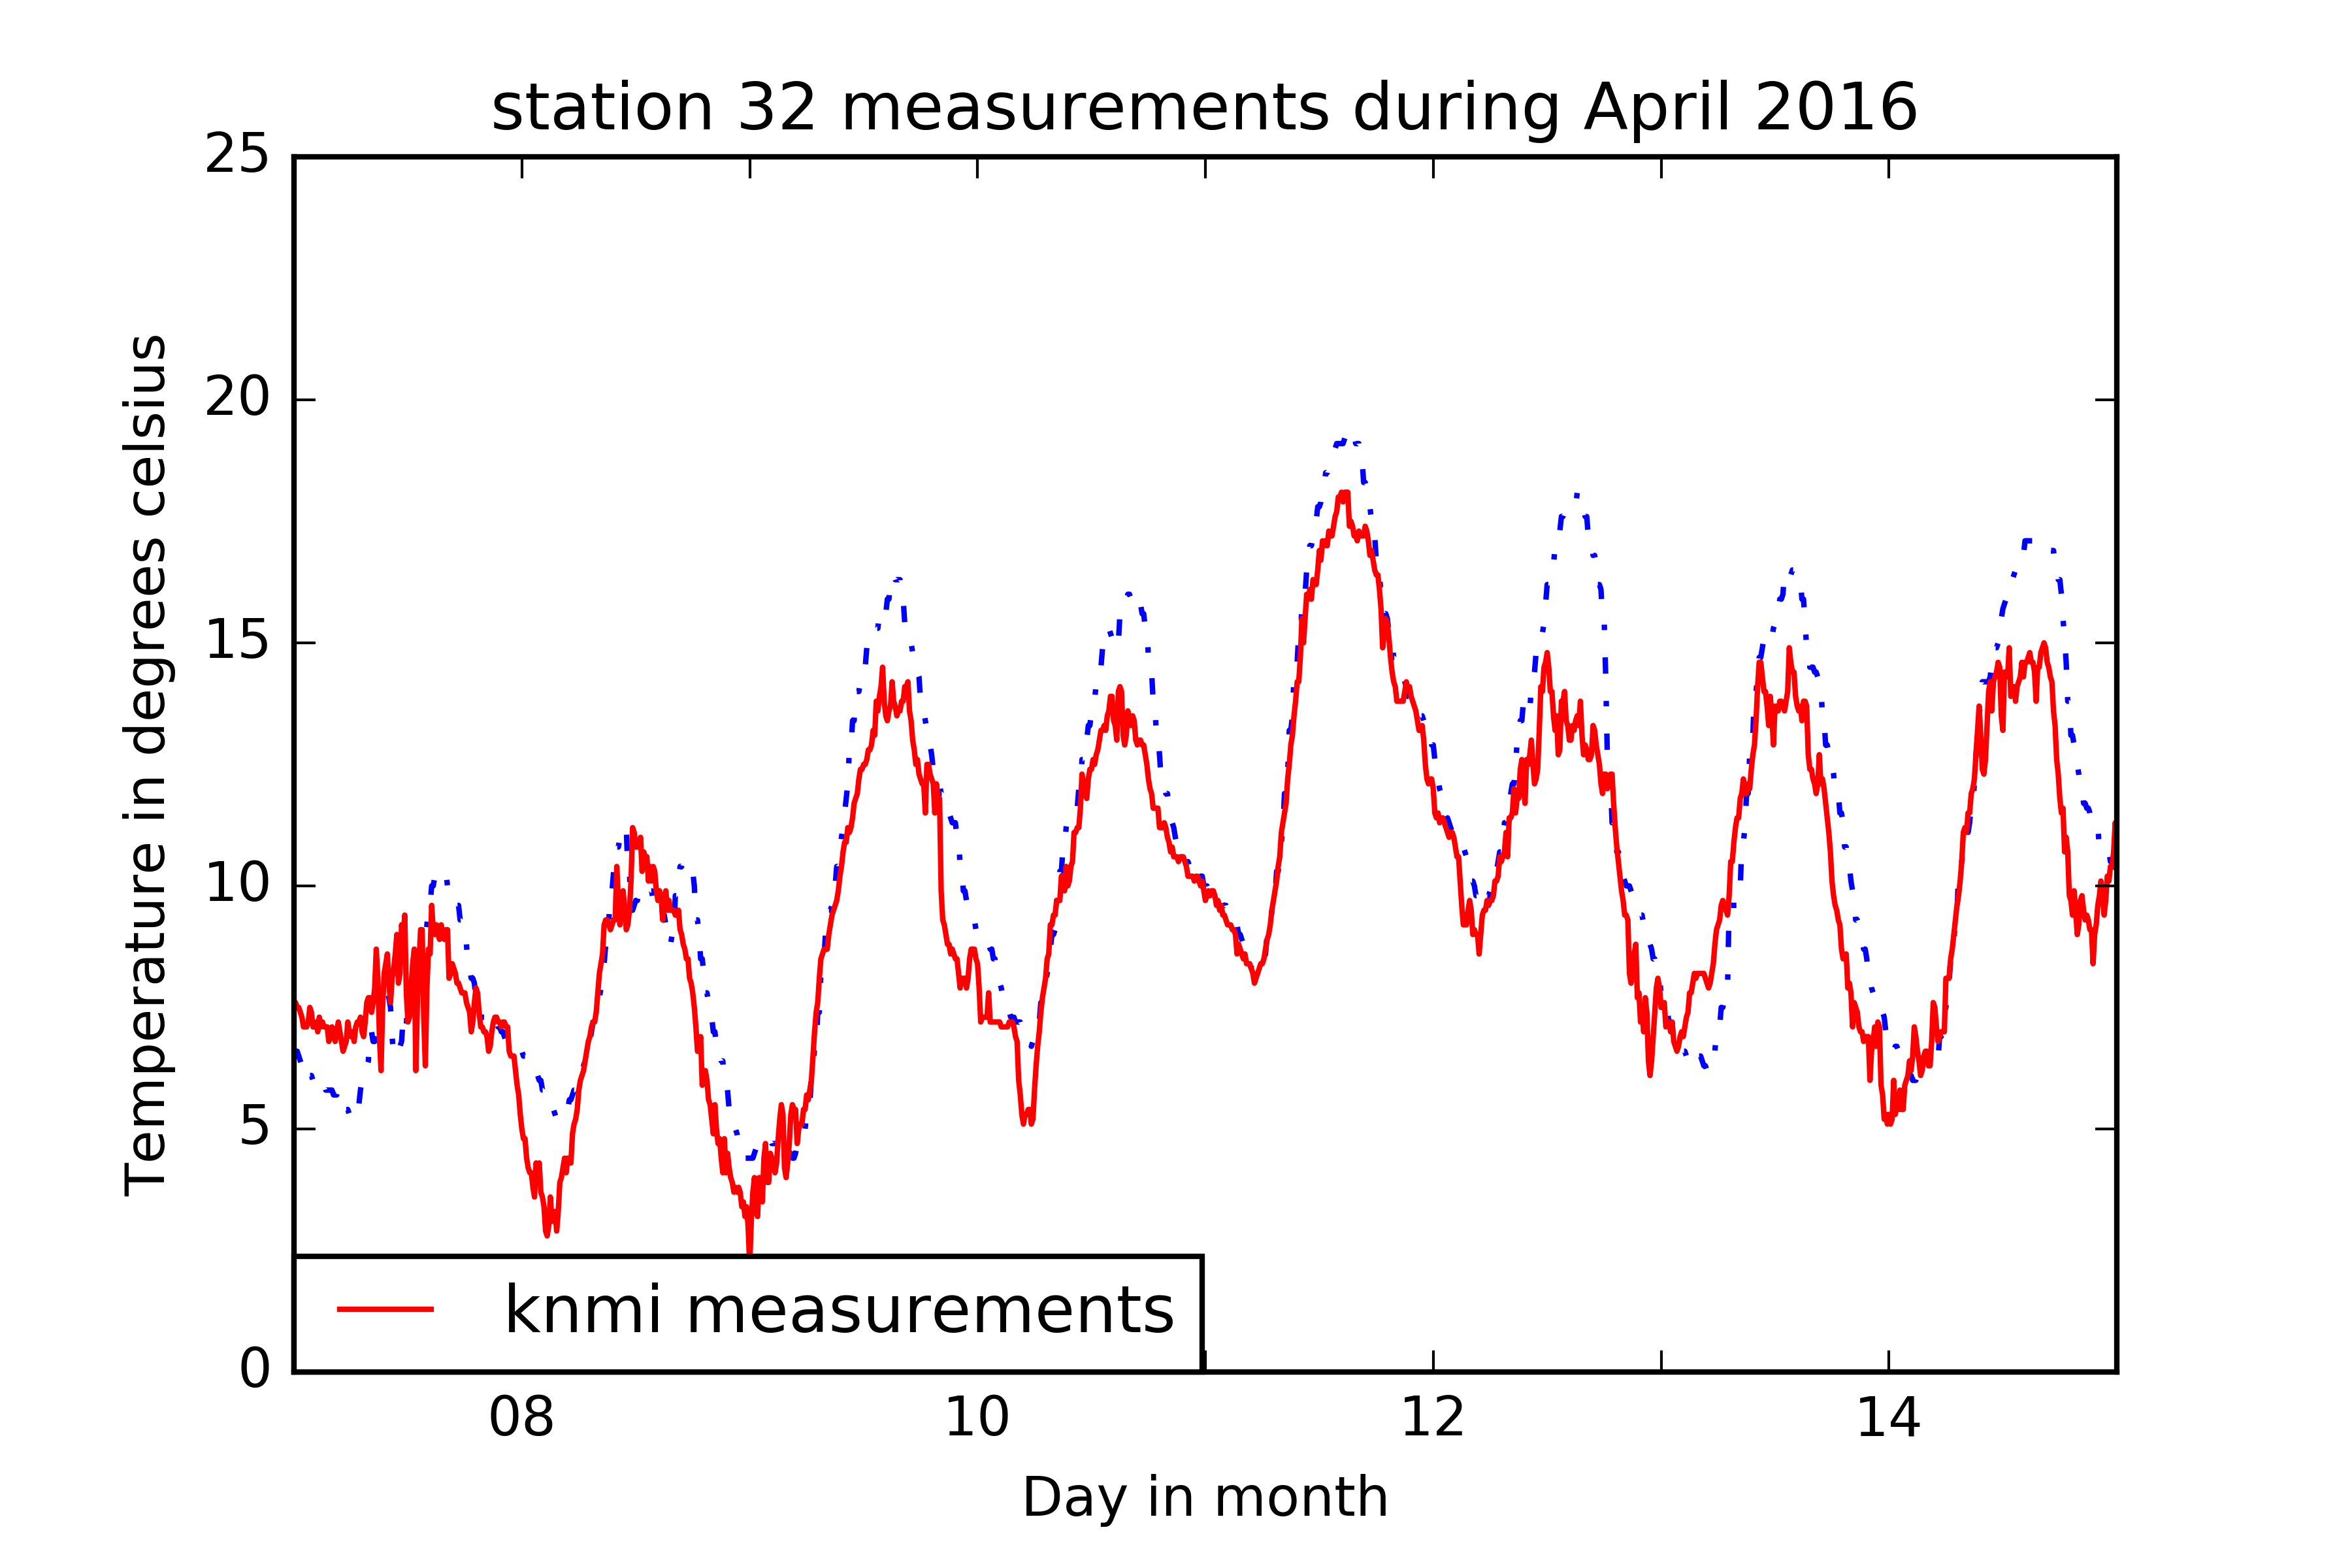 station 32 measurements during April 2016
Temperature in degrees celsius
25
20
15
10
5
0
knmi measurements
08 10 12 14
Day in month